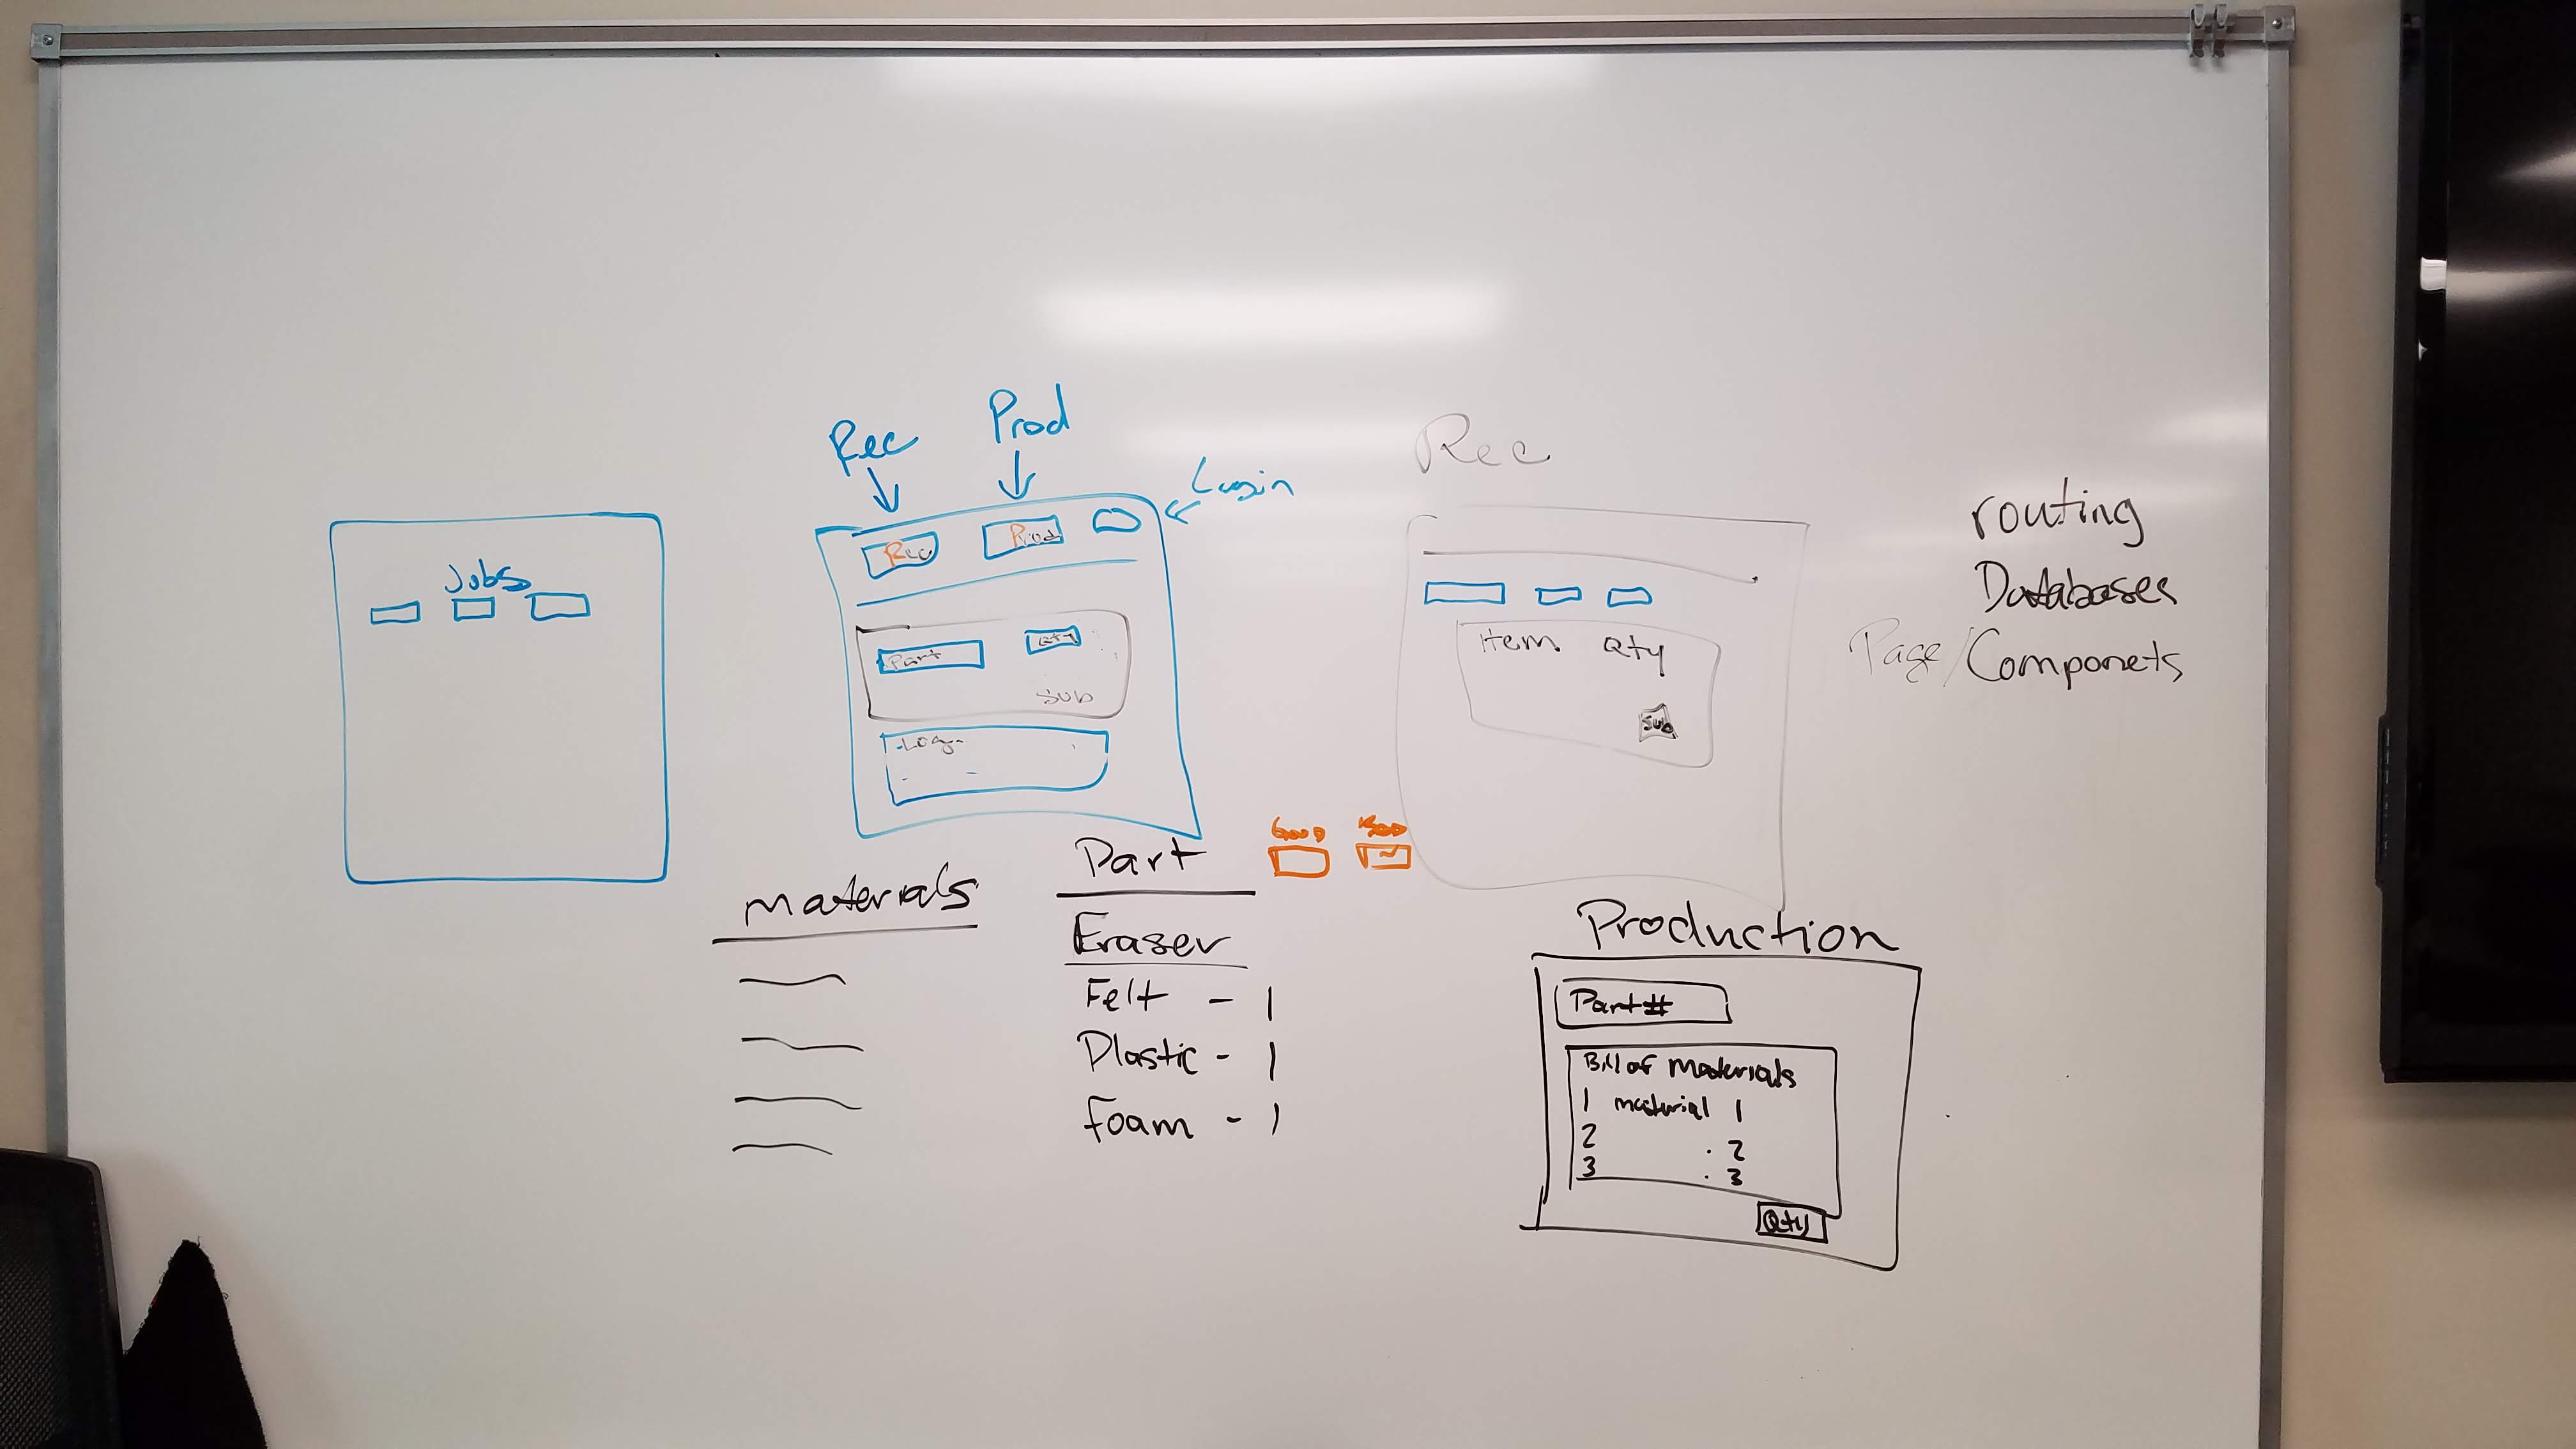 Jobs
Rec
Prod
Login
Rec
Prod
Part
Qty
Sub
Log
Rec
Item Qty
Sub
routing
Databases
Page/Componets
Good
Bad
materials
Part
Eraser
Felt - 1
Plastic - 1
Foam - 1
Production
Part#
Bill of Materials
1 material 1
2 . 2
3 . 3
Qty